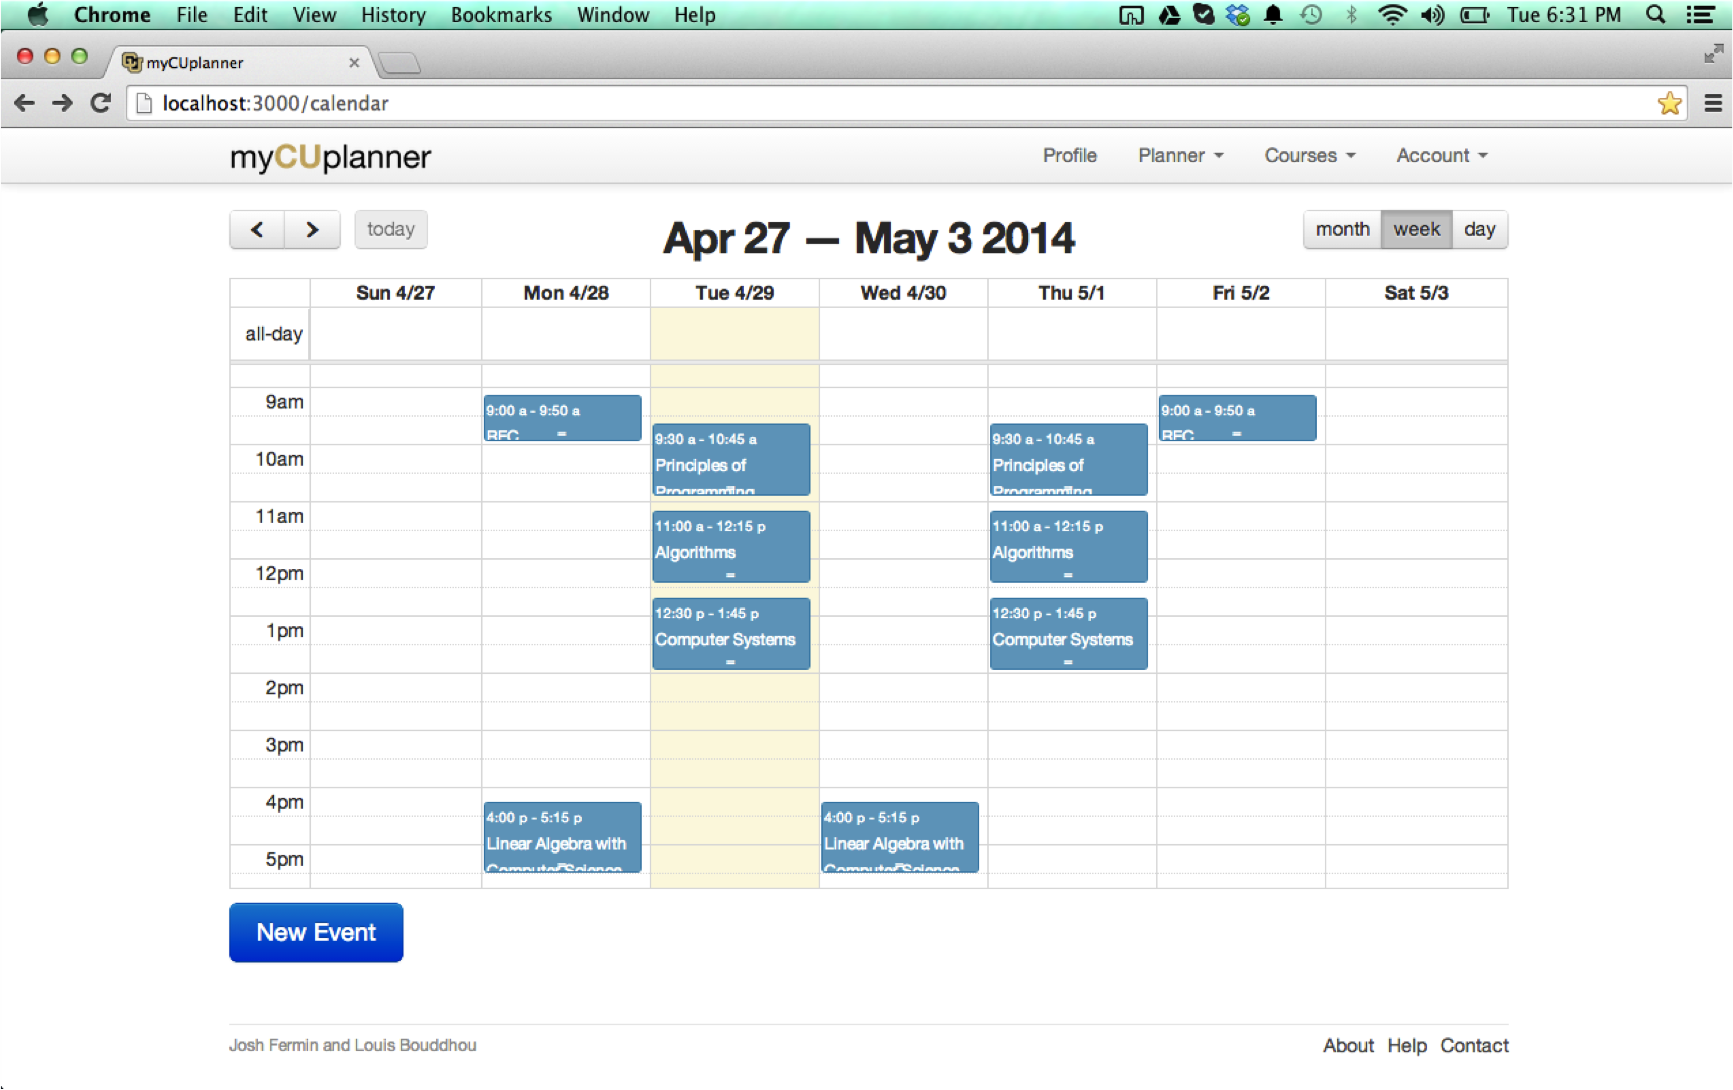 Chrome File Edit View History Bookmarks Window Help Tue 6:31 PM
myCUplanner
localhost:3000/calendar
myCUplanner Profile Planner Courses Account
today Apr 27 — May 3 2014 month week day
Sun 4/27 Mon 4/28 Tue 4/29 Wed 4/30 Thu 5/1 Fri 5/2 Sat 5/3
all-day
9am
9:00 a - 9:50 a
REC
9:00 a - 9:50 a
REC
9:30 a - 10:45 a
Principles of
Programming
9:30 a - 10:45 a
Principles of
Programming
10am
11am
11:00 a - 12:15 p
Algorithms
11:00 a - 12:15 p
Algorithms
12pm
12:30 p - 1:45 p
Computer Systems
12:30 p - 1:45 p
Computer Systems
1pm
2pm
3pm
4pm
4:00 p - 5:15 p
Linear Algebra with
Computer Science
4:00 p - 5:15 p
Linear Algebra with
Computer Science
5pm
New Event
Josh Fermin and Louis Bouddhou About Help Contact